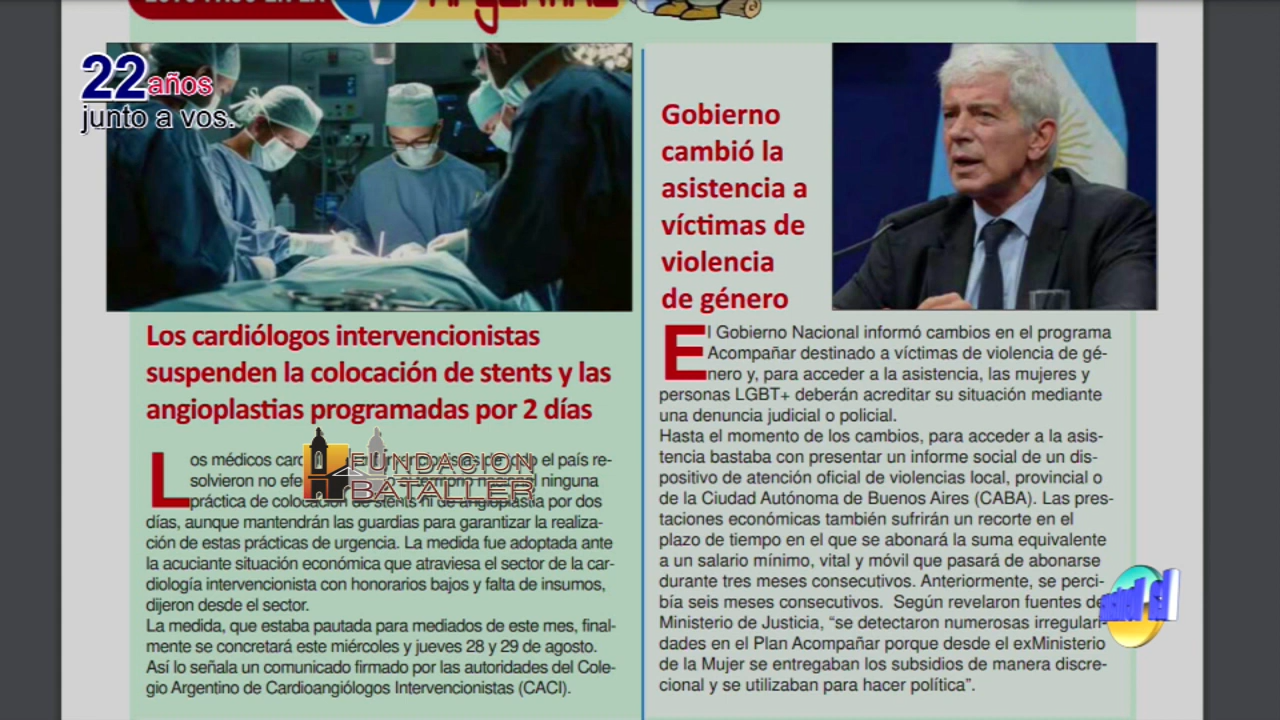 22 años
junto a vos.
Los cardiólogos intervencionistas
suspenden la colocación de stents y las
angioplastias programadas por 2 días
Los médicos el país re-
solvieron no ninguna
práctica de colocación de stents ni de angioplastia por dos
días, aunque mantendrán las guardias para garantizar la realiza-
ción de estas prácticas de urgencia. La medida fue adoptada ante
la acuciante situación económica que atraviesa el sector de la car-
diología intervencionista con honorarios bajos y falta de insumos,
dijeron desde el sector.
La medida, que estaba pautada para mediados de este mes, final-
mente se concretará este miércoles y jueves 28 y 29 de agosto.
Así lo señala un comunicado firmado por las autoridades del Cole-
gio Argentino de Cardioangiólogos Intervencionistas (CACI).
FUNDACION
BATALLER
Gobierno
cambió la
asistencia a
víctimas de
violencia
de género
El Gobierno Nacional informó cambios en el programa
Acompañar destinado a víctimas de violencia de gé-
nero y, para acceder a la asistencia, las mujeres y
personas LGBT+ deberán acreditar su situación mediante
una denuncia judicial o policial.
Hasta el momento de los cambios, para acceder a la asis-
tencia bastaba con presentar un informe social de un dis-
positivo de atención oficial de violencias local, provincial o
de la Ciudad Autónoma de Buenos Aires (CABA). Las pres-
taciones económicas también sufrirán un recorte en el
plazo de tiempo en el que se abonará la suma equivalente
a un salario mínimo, vital y móvil que pasará de abonarse
durante tres meses consecutivos. Anteriormente, se perci-
bía seis meses consecutivos. Según revelaron fuentes de
Ministerio de Justicia, “se detectaron numerosas irregulari-
dades en el Plan Acompañar porque desde el exMinisterio
de la Mujer se entregaban los subsidios de manera discre-
cional y se utilizaban para hacer política”.